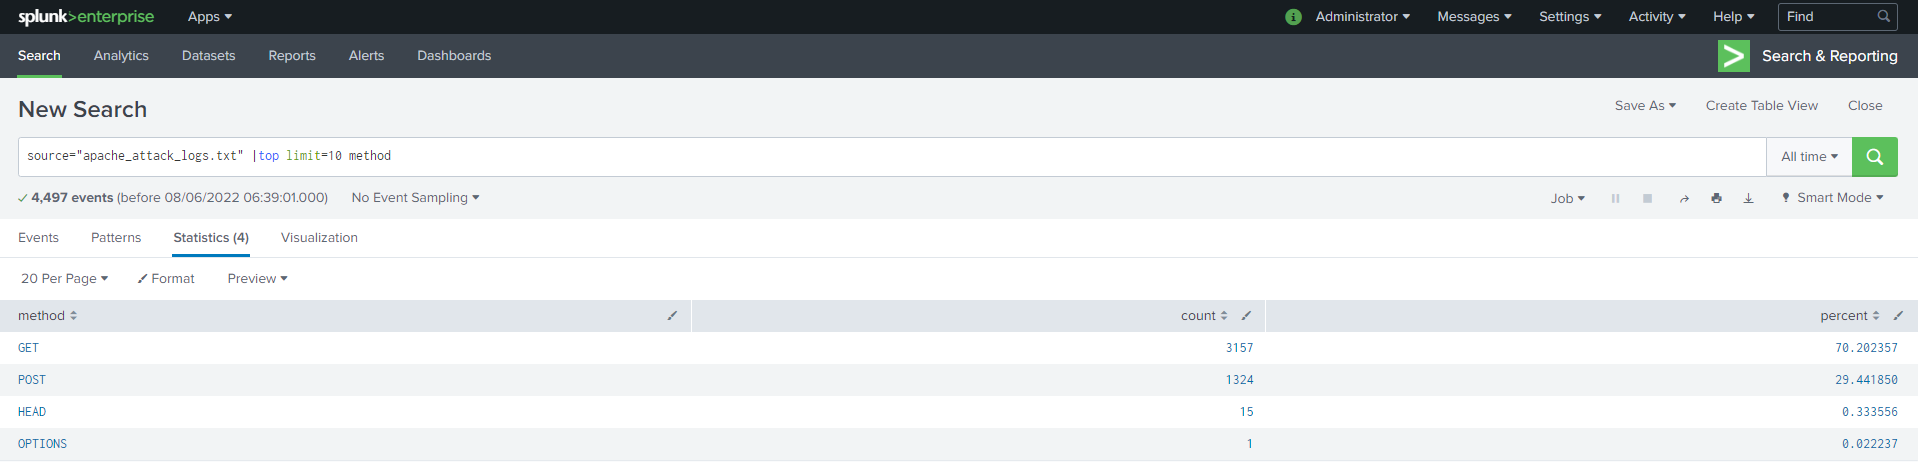 splunk>enterprise Apps Administrator Messages Settings Activity Help Find
Search Analytics Datasets Reports Alerts Dashboards Search & Reporting
New Search Save As Create Table View Close
source="apache_attack_logs.txt" |top limit=10 method All time
4,497 events (before 08/06/2022 06:39:01.000) No Event Sampling Job Smart Mode
Events Patterns Statistics (4) Visualization
20 Per Page Format Preview
method count percent
GET 3157 70.202357
POST 1324 29.441850
HEAD 15 0.333556
OPTIONS 1 0.022237